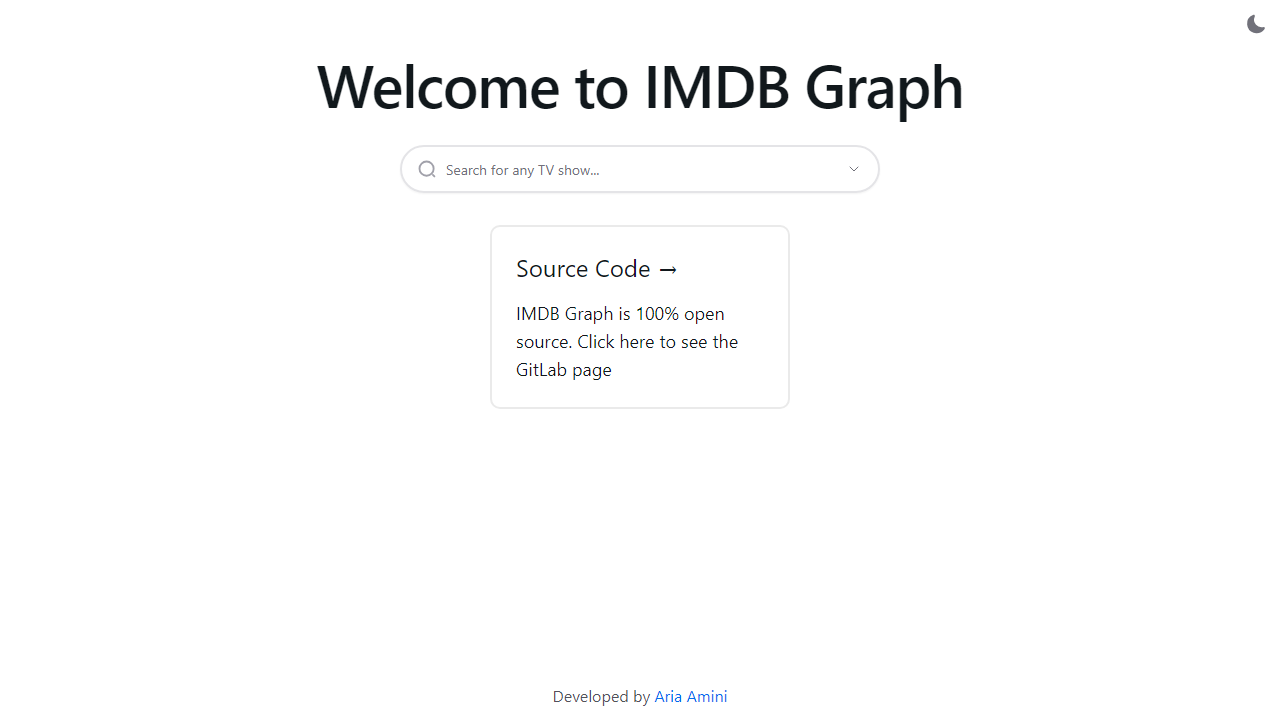 Welcome to IMDB Graph
Search for any TV show...
Source Code →
IMDB Graph is 100% open
source. Click here to see the
GitLab page
Developed by Aria Amini